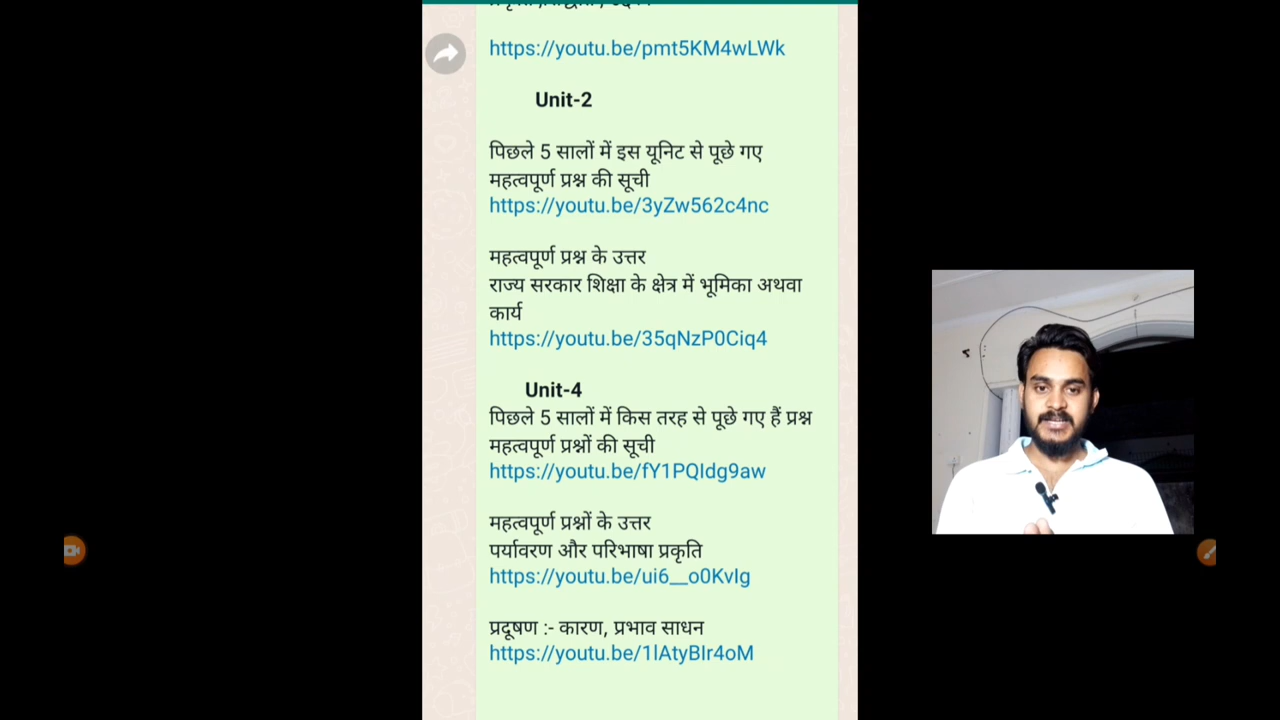 https://youtu.be/pmt5KM4wLWk
Unit-2
पिछले 5 सालों में इस यूनिट से पूछे गए
महत्वपूर्ण प्रश्न की सूची
https://youtu.be/3yZw562c4nc
महत्वपूर्ण प्रश्न के उत्तर
राज्य सरकार शिक्षा के क्षेत्र में भूमिका अथवा
कार्य
https://youtu.be/35qNzP0Ciq4
Unit-4
पिछले 5 सालों में किस तरह से पूछे गए हैं प्रश्न
महत्वपूर्ण प्रश्नों की सूची
https://youtu.be/fY1PQIdg9aw
महत्वपूर्ण प्रश्नों के उत्तर
पर्यावरण और परिभाषा प्रकृति
https://youtu.be/ui6__o0KvIg
प्रदूषण :- कारण, प्रभाव साधन
https://youtu.be/1lAtyBIr4oM